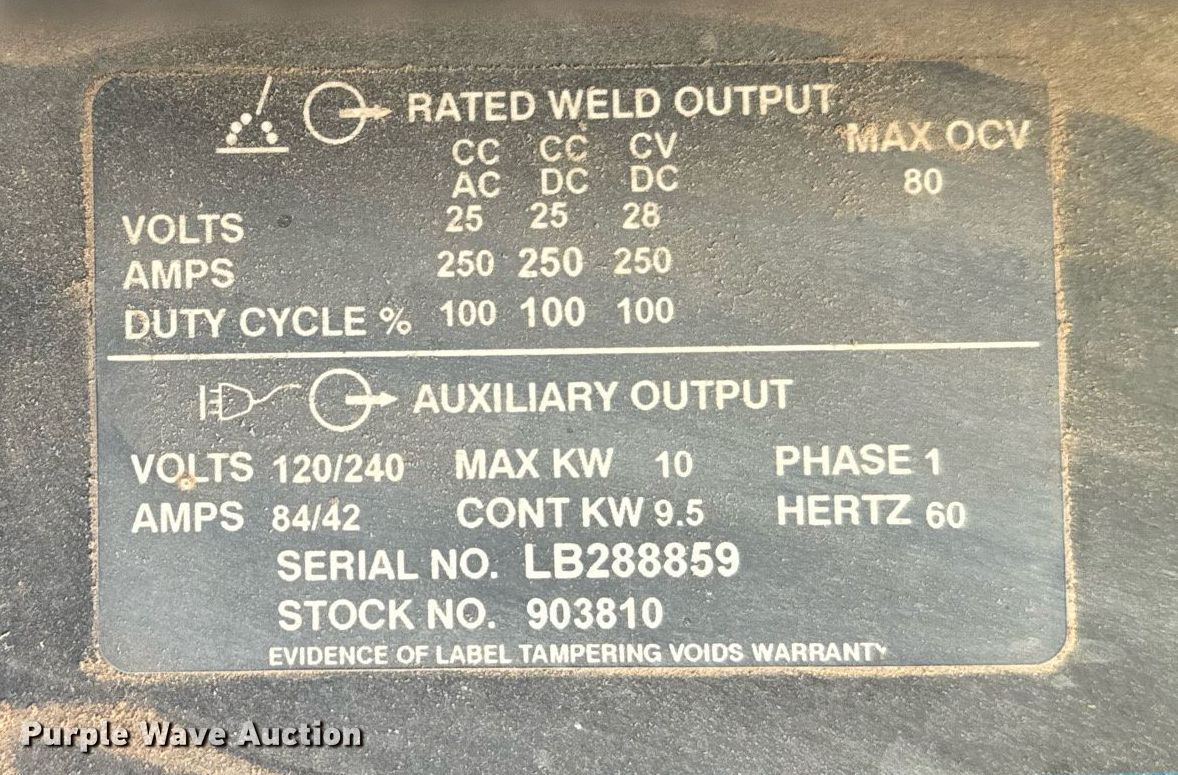 RATED WELD OUTPUT
MAX OCV
CC CC CV
AC DC DC
80
VOLTS 25 25 28
AMPS 250 250 250
DUTY CYCLE % 100 100 100
AUXILIARY OUTPUT
VOLTS 120/240 MAX KW 10 PHASE 1
AMPS 84/42 CONT KW 9.5 HERTZ 60
SERIAL NO. LB288859
STOCK NO. 903810
EVIDENCE OF LABEL TAMPERING VOIDS WARRANTY
Purple Wave Auction